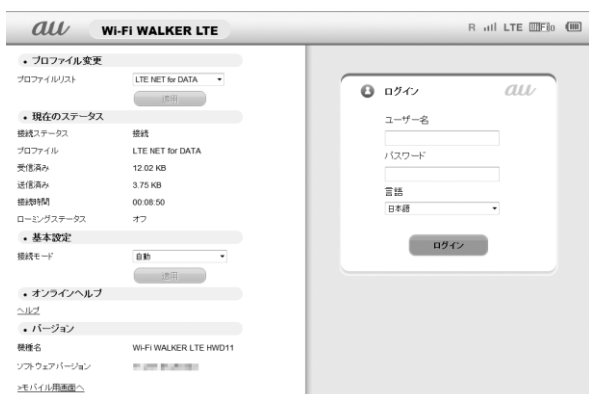 au Wi-Fi WALKER LTE
R LTE
プロファイル変更
プロファイルリスト LTE NET for DATA
適用
現在のステータス
接続ステータス 接続
プロファイル LTE NET for DATA
受信済み 12.02 KB
送信済み 3.75 KB
接続時間 00:08:50
ローミングステータス オフ
基本設定
接続モード 自動
適用
オンラインヘルプ
ヘルプ
バージョン
機種名 Wi-Fi WALKER LTE HWD11
ソフトウェアバージョン
>モバイル用画面へ
ログイン au
ユーザー名
パスワード
言語
日本語
ログイン